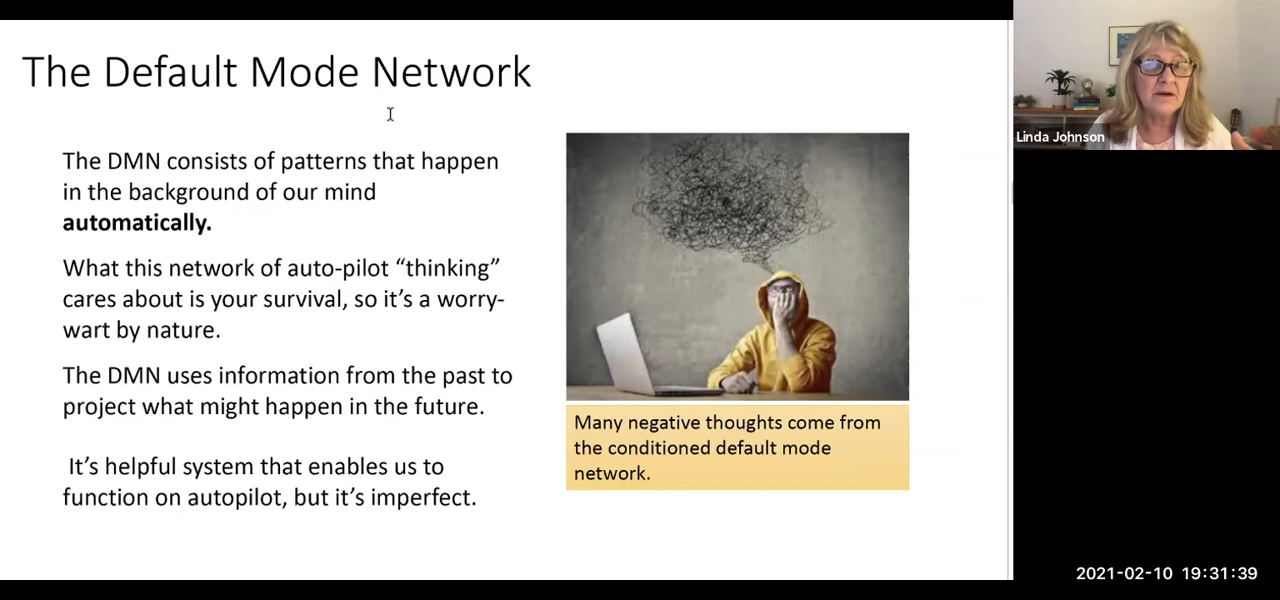 The Default Mode Network
The DMN consists of patterns that happen
in the background of our mind
automatically.
What this network of auto-pilot “thinking”
cares about is your survival, so it’s a worry-
wart by nature.
The DMN uses information from the past to
project what might happen in the future.
It’s helpful system that enables us to
function on autopilot, but it’s imperfect.
Many negative thoughts come from
the conditioned default mode
network.
Linda Johnson
2021-02-10 19:31:39